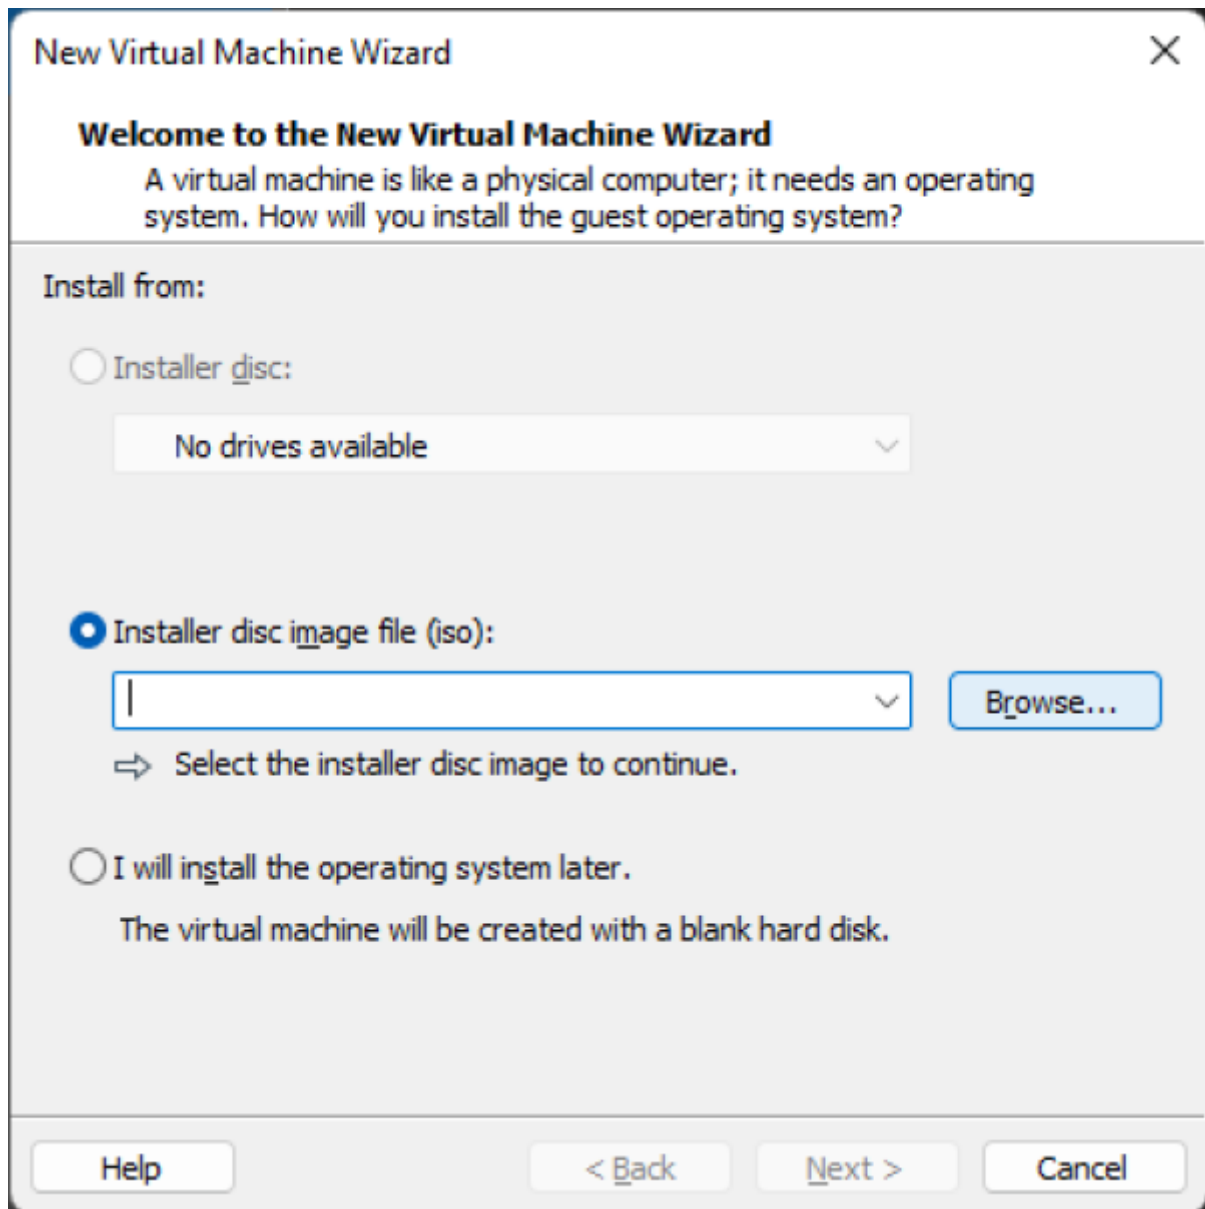 New Virtual Machine Wizard
Welcome to the New Virtual Machine Wizard
A virtual machine is like a physical computer; it needs an operating
system. How will you install the guest operating system?
Install from:
Installer disc:
No drives available
Installer disc image file (iso):
Browse...
Select the installer disc image to continue.
I will install the operating system later.
The virtual machine will be created with a blank hard disk.
Help
< Back
Next >
Cancel